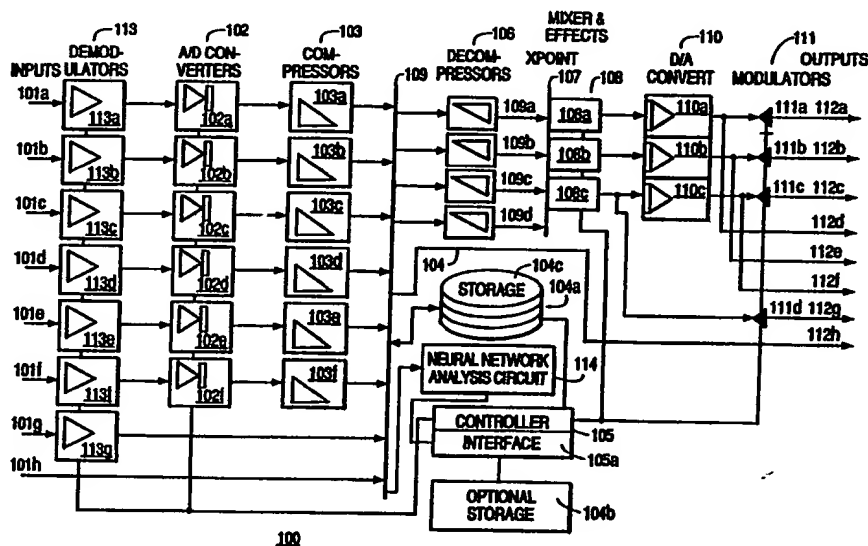 113 102 103 106 MIXER & EFFECTS 110 111
INPUTS DEMOD-ULATORS A/D CON-VERTERS COM-PRESSORS 109 DECOM-PRESSORS XPOINT 107 108 D/A CONVERT MODULATORS OUTPUTS
101a 113a 102a 103a 109a 108a 110a 111a 112a
101b 113b 102b 103b 109b 108b 110b 111b 112b
101c 113c 102c 103c 109c 108c 110c 111c 112c
109d 112d
101d 113d 102d 103d 104 104c 112e
STORAGE 104a 112f
101e 113e 102e 103e 111d 112g
112h
NEURAL NETWORK
ANALYSIS CIRCUIT 114
101f 113f 102f 103f
101g 113g CONTROLLER 105
INTERFACE 105a
101h
OPTIONAL
STORAGE 104b
100